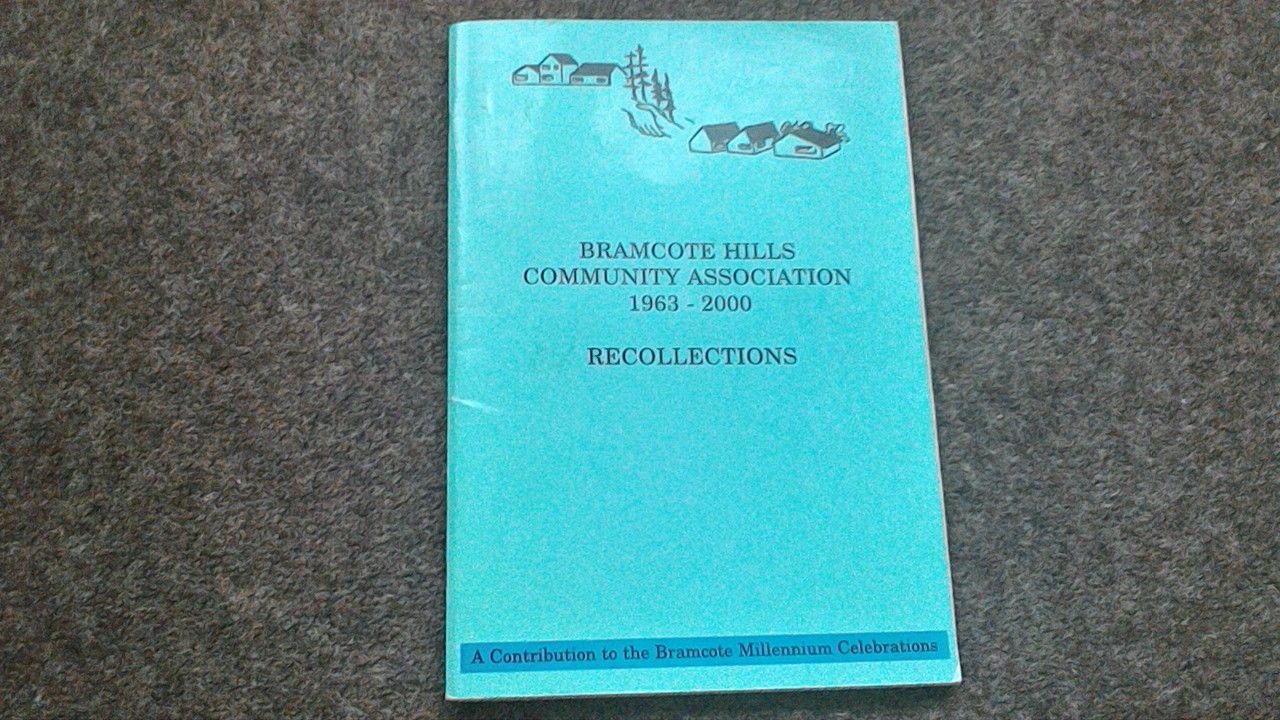 BRAMCOTE HILLS
COMMUNITY ASSOCIATION
1963 - 2000
RECOLLECTIONS
A Contribution to the Bramcote Millennium Celebrations